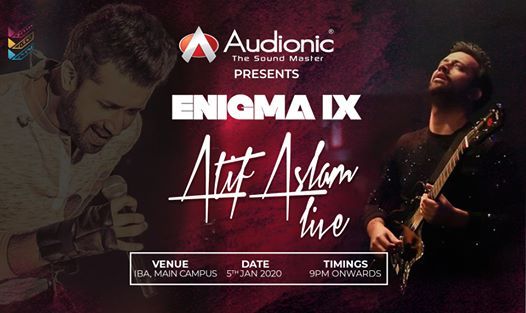 Audionic®
The Sound Master
PRESENTS
ENIGMA IX
Atif Aslam
live
VENUE
IBA, MAIN CAMPUS
DATE
5TH JAN 2020
TIMINGS
9PM ONWARDS